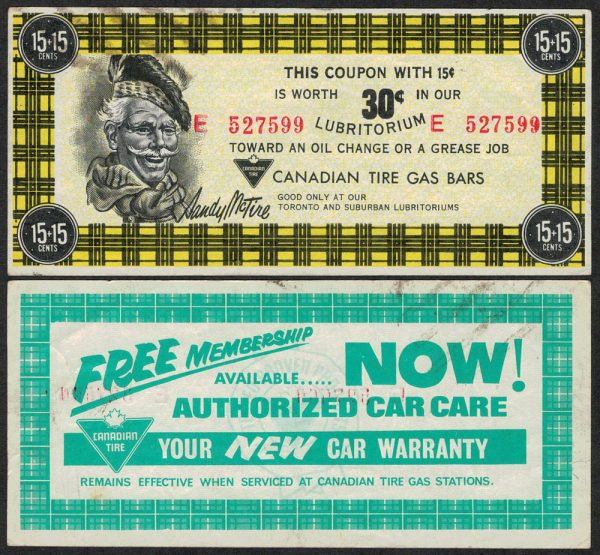 15+15
CENTS
15+15
CENTS
THIS COUPON WITH 15¢
IS WORTH 30¢ IN OUR
E 527599 LUBRITORIUM E 527599
TOWARD AN OIL CHANGE OR A GREASE JOB
CANADIAN
TIRE
CANADIAN TIRE GAS BARS
Sandy McTire
GOOD ONLY AT OUR
TORONTO AND SUBURBAN LUBRITORIUMS
15+15
CENTS
15+15
CENTS
FREE MEMBERSHIP
AVAILABLE..... NOW!
AUTHORIZED CAR CARE
CANADIAN
TIRE
YOUR NEW CAR WARRANTY
REMAINS EFFECTIVE WHEN SERVICED AT CANADIAN TIRE GAS STATIONS.